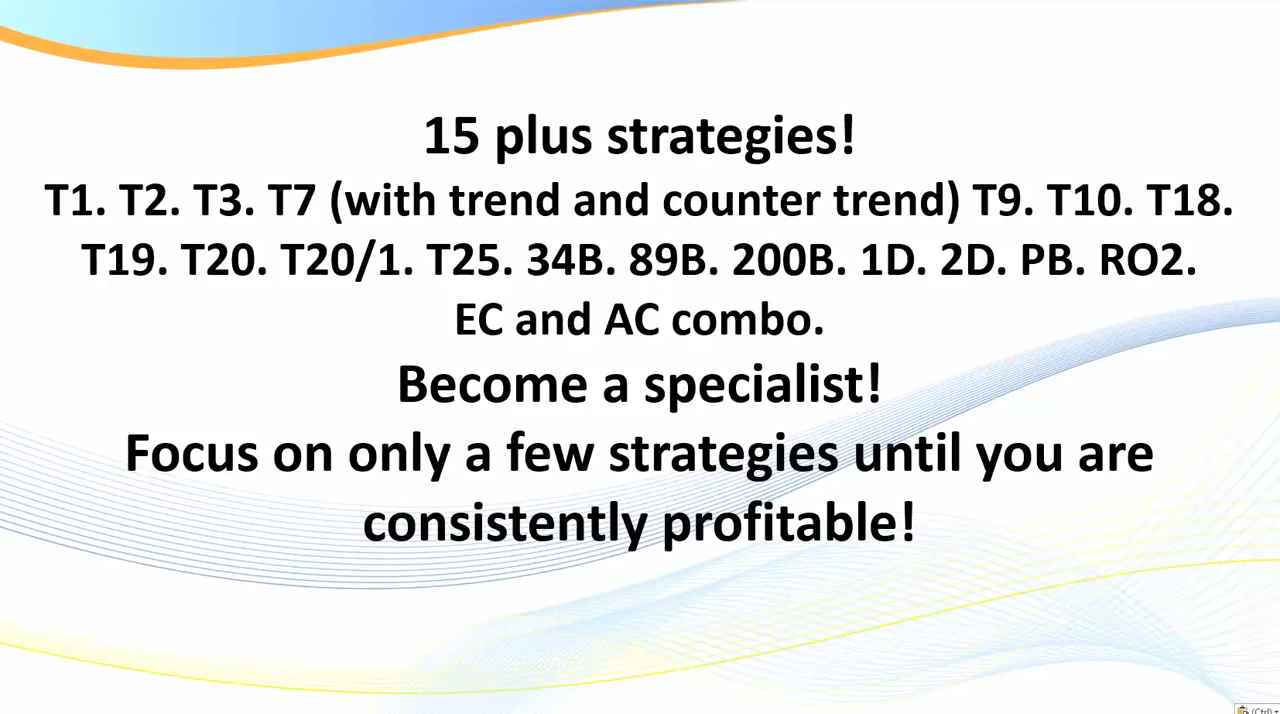 15 plus strategies!
T1. T2. T3. T7 (with trend and counter trend) T9. T10. T18.
T19. T20. T20/1. T25. 34B. 89B. 200B. 1D. 2D. PB. RO2.
EC and AC combo.
Become a specialist!
Focus on only a few strategies until you are
consistently profitable!
(Ctrl)